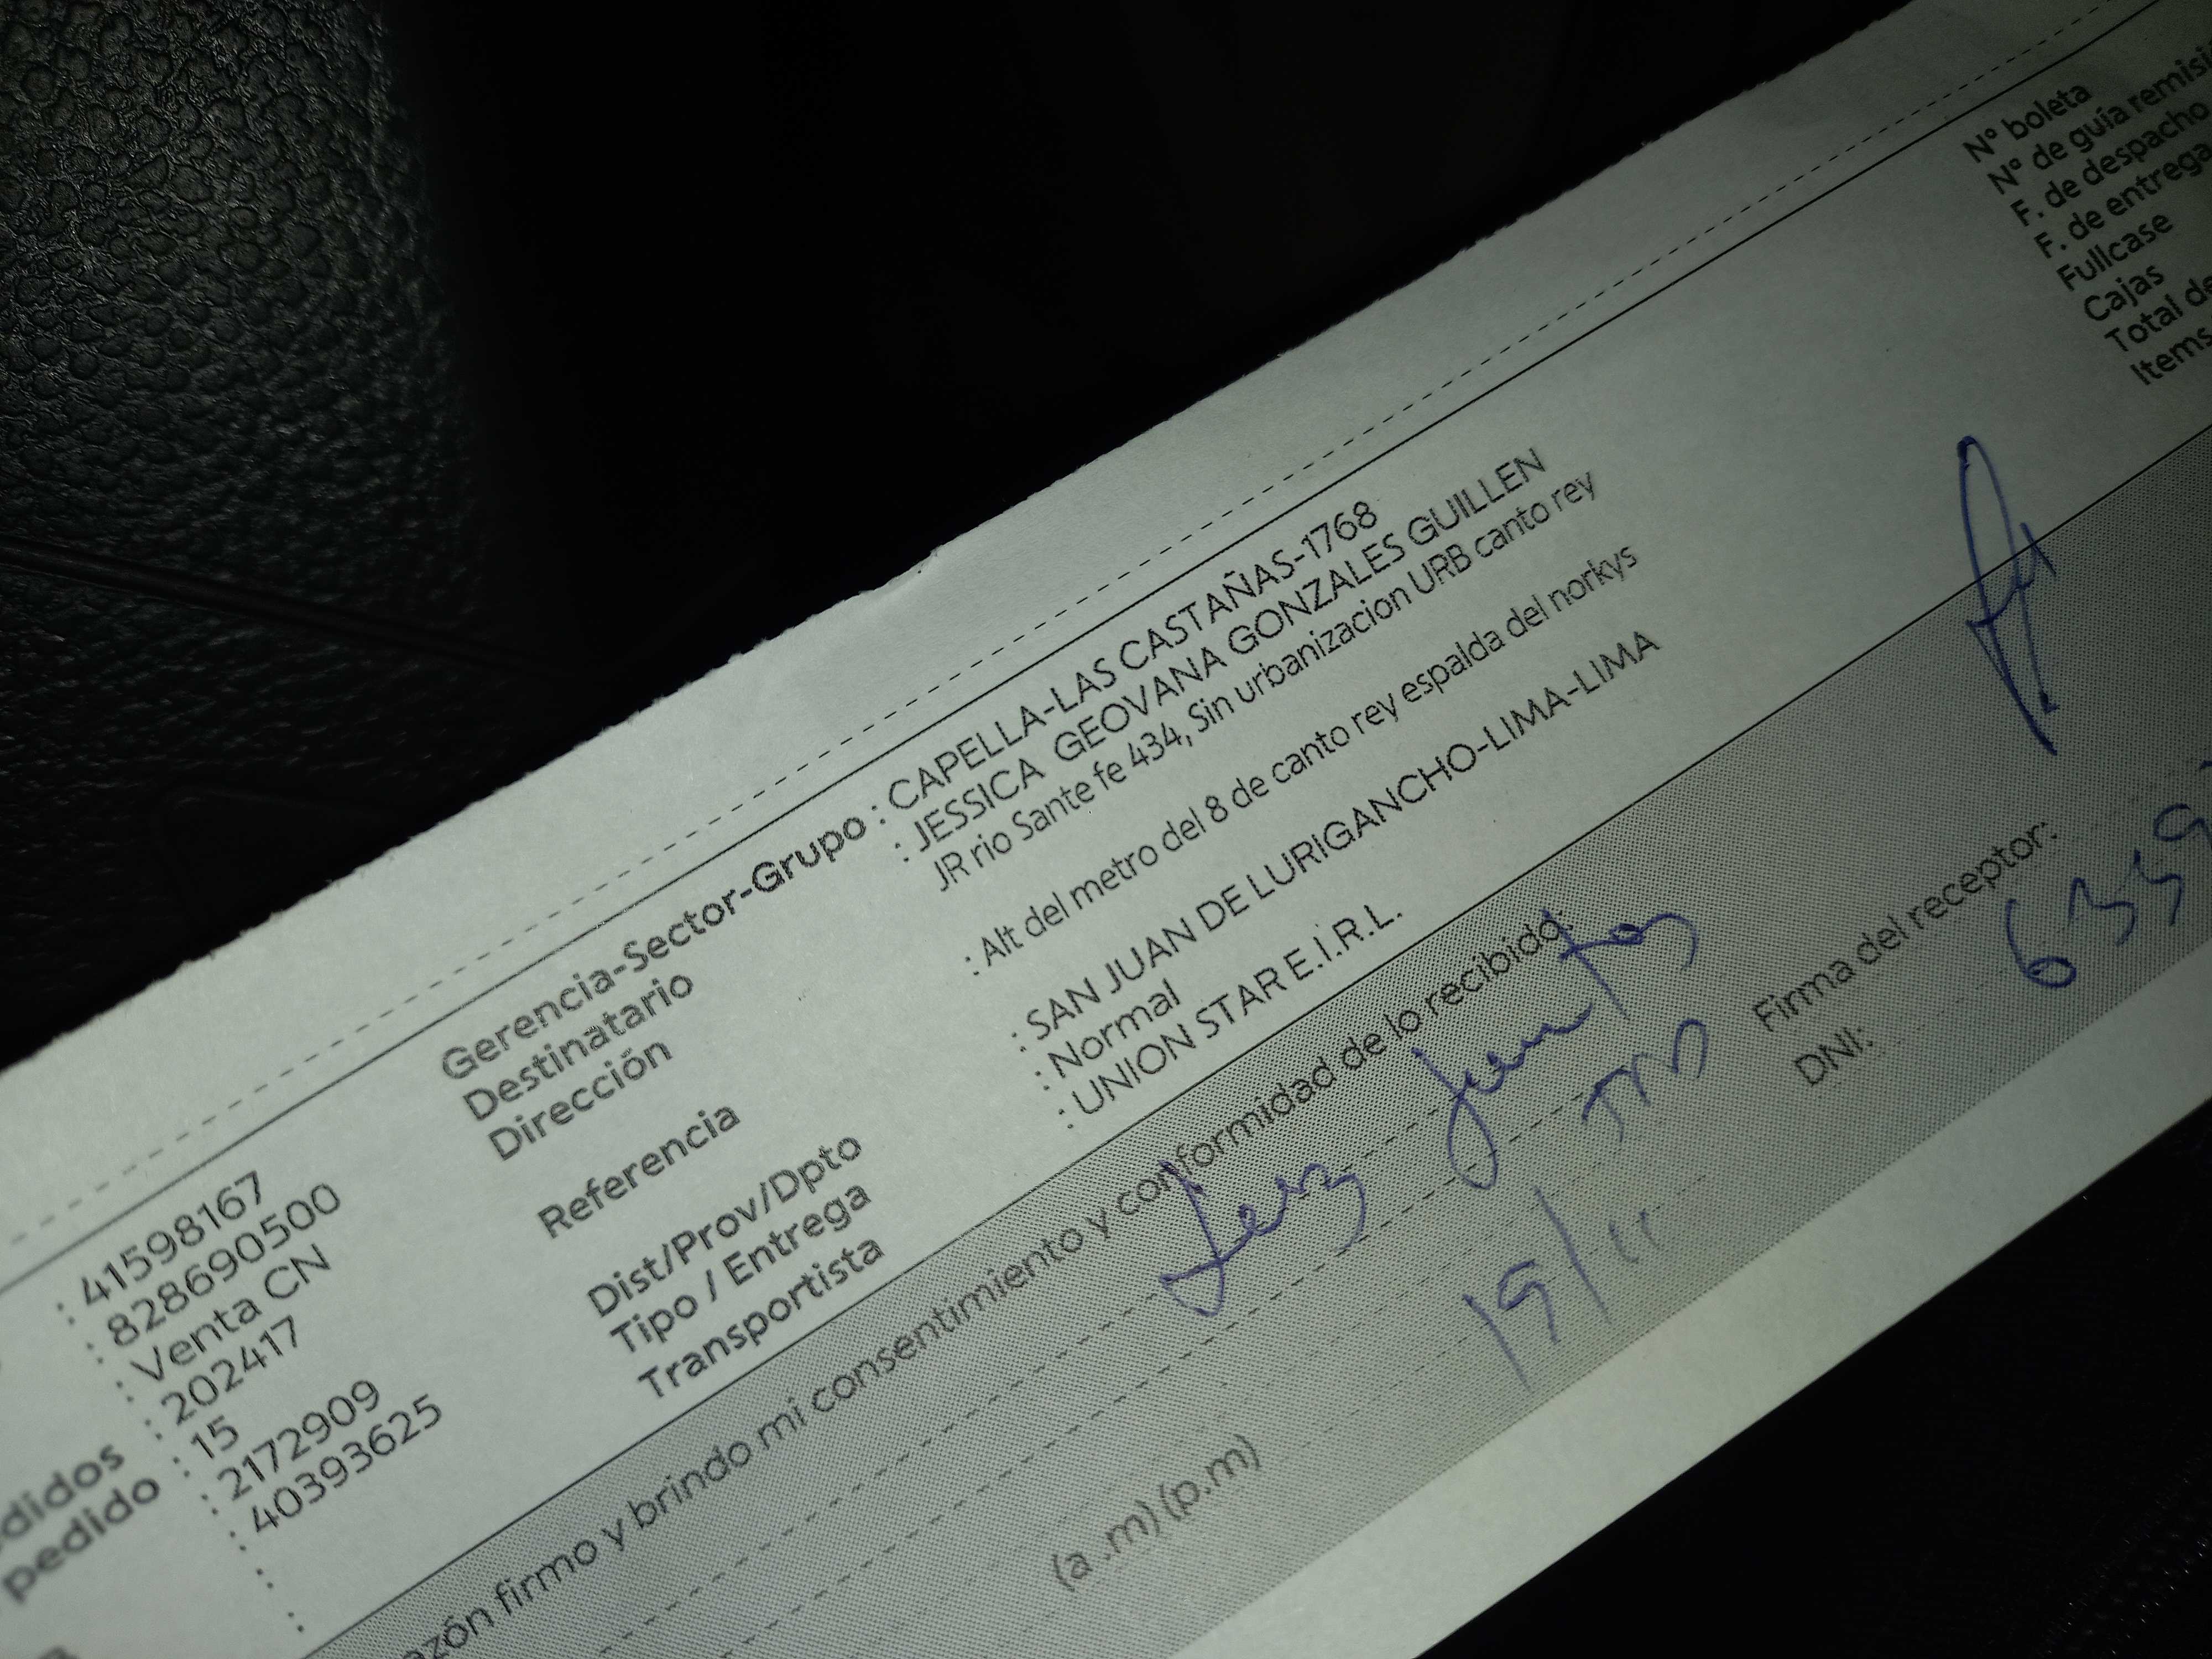 : 41598167
: 828690500
: Venta CN
: 202417
didos : 15
pedido : 2172909
: 40393625
:
:
Gerencia-Sector-Grupo : CAPELLA-LAS CASTAÑAS-1768
Destinatario : JESSICA GEOVANA GONZALES GUILLEN
Dirección JR rio Sante fe 434, Sin urbanizacion URB canto rey
Referencia : Alt del metro del 8 de canto rey espalda del norkys
Dist/Prov/Dpto : SAN JUAN DE LURIGANCHO-LIMA-LIMA
Tipo / Entrega : Normal
Transportista : UNION STAR E.I.R.L.
N° boleta
N° de guía remisi
F. de despacho
F. de entrega
Fullcase
Cajas
Total de
Items
azón firmo y brindo mi consentimiento y conformidad de lo recibido.
19/11
(a .m) (p.m)
Firma del receptor:
DNI: 6359